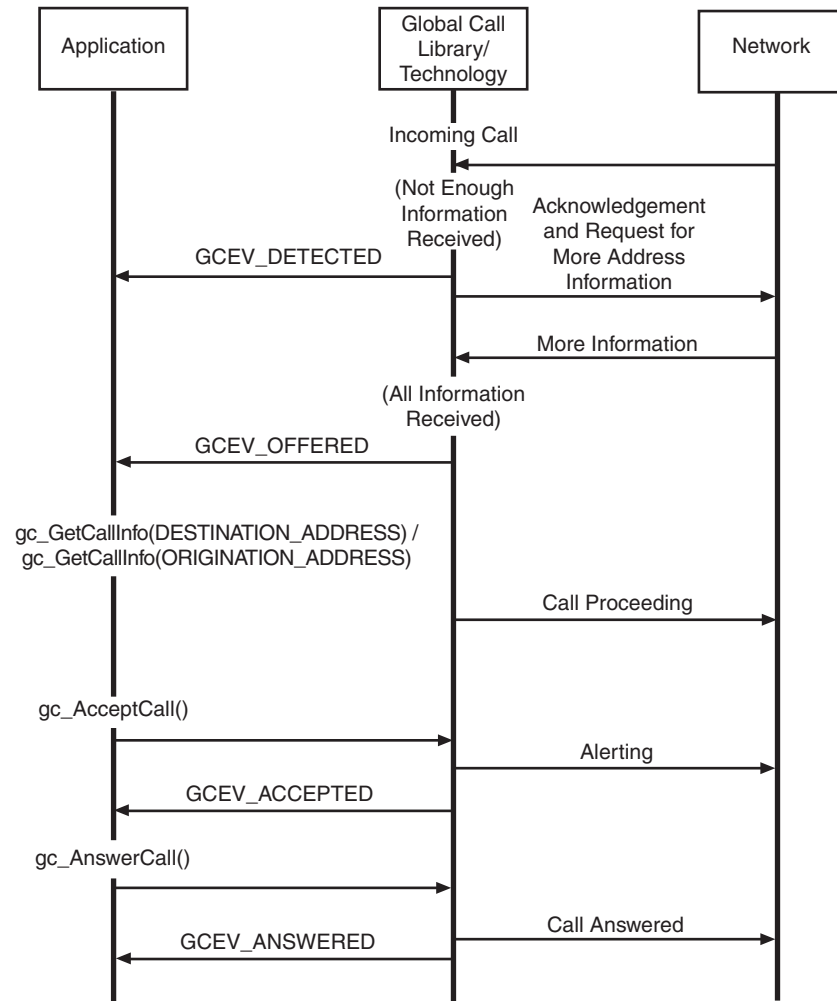 Application
Global Call
Library/
Technology
Network
Incoming Call
(Not Enough
Information
Received)
Acknowledgement
and Request for
More Address
Information
GCEV_DETECTED
More Information
(All Information
Received)
GCEV_OFFERED
gc_GetCallInfo(DESTINATION_ADDRESS) /
gc_GetCallInfo(ORIGINATION_ADDRESS)
Call Proceeding
gc_AcceptCall()
Alerting
GCEV_ACCEPTED
gc_AnswerCall()
Call Answered
GCEV_ANSWERED